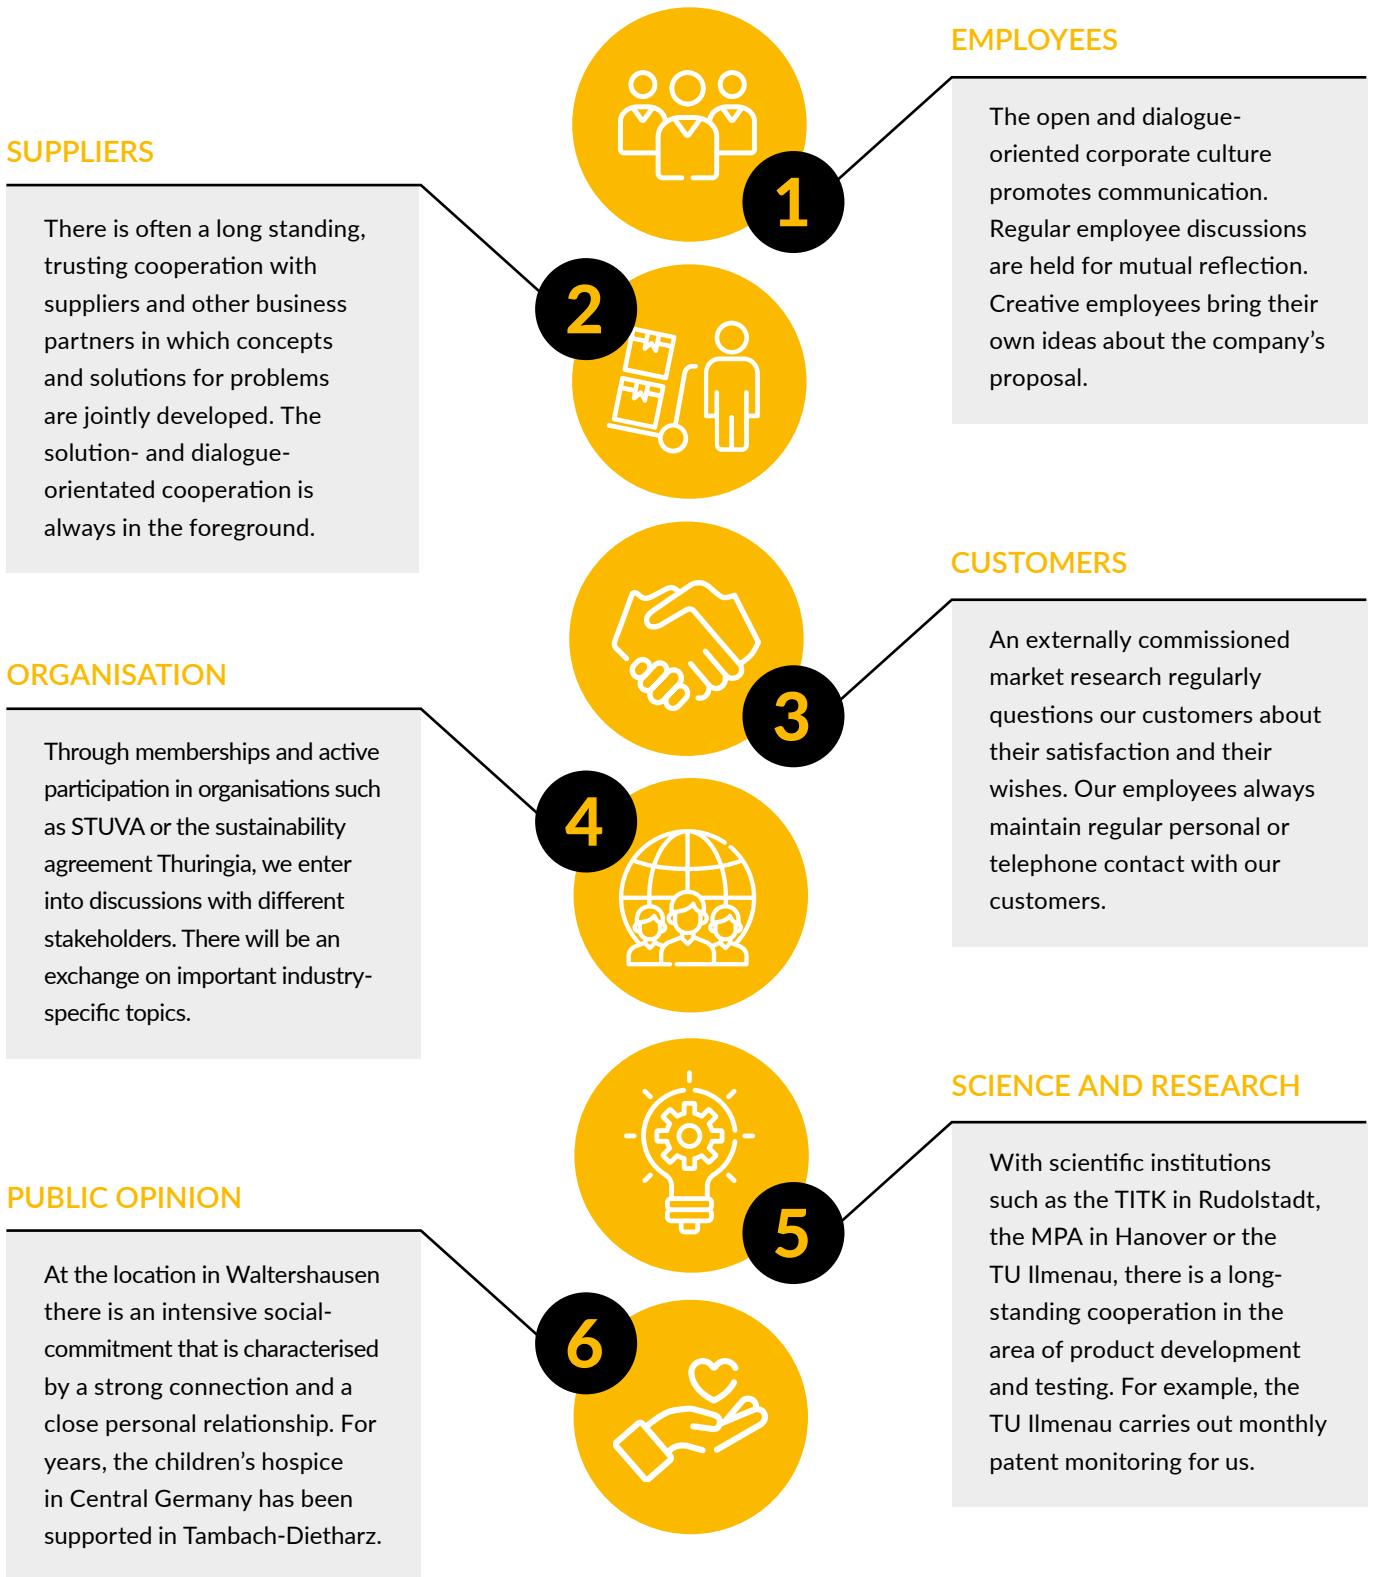 EMPLOYEES
The open and dialogue-
oriented corporate culture
promotes communication.
Regular employee discussions
are held for mutual reflection.
Creative employees bring their
own ideas about the company's
proposal.
1
SUPPLIERS
There is often a long standing,
trusting cooperation with
suppliers and other business
partners in which concepts
and solutions for problems
are jointly developed. The
solution- and dialogue-
orientated cooperation is
always in the foreground.
2
CUSTOMERS
An externally commissioned
market research regularly
questions our customers about
their satisfaction and their
wishes. Our employees always
maintain regular personal or
telephone contact with our
customers.
3
ORGANISATION
Through memberships and active
participation in organisations such
as STUVA or the sustainability
agreement Thuringia, we enter
into discussions with different
stakeholders. There will be an
exchange on important industry-
specific topics.
4
SCIENCE AND RESEARCH
With scientific institutions
such as the TITK in Rudolstadt,
the MPA in Hanover or the
TU Ilmenau, there is a long-
standing cooperation in the
area of product development
and testing. For example, the
TU Ilmenau carries out monthly
patent monitoring for us.
5
PUBLIC OPINION
At the location in Waltershausen
there is an intensive social-
commitment that is characterised
by a strong connection and a
close personal relationship. For
years, the children's hospice
in Central Germany has been
supported in Tambach-Dietharz.
6